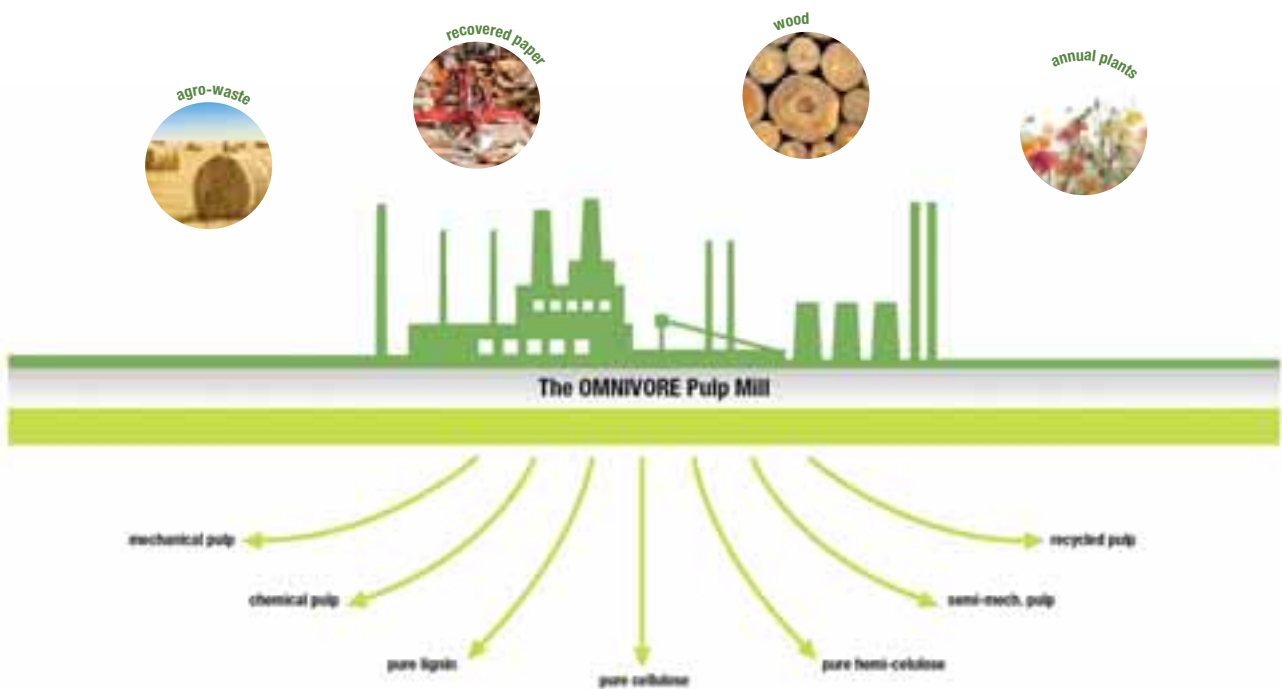 agro-waste
recovered paper
wood
annual plants
The OMNIVORE Pulp Mill
mechanical pulp
recycled pulp
chemical pulp
semi-mech. pulp
pure lignin
pure hemi-celulose
pure cellulose